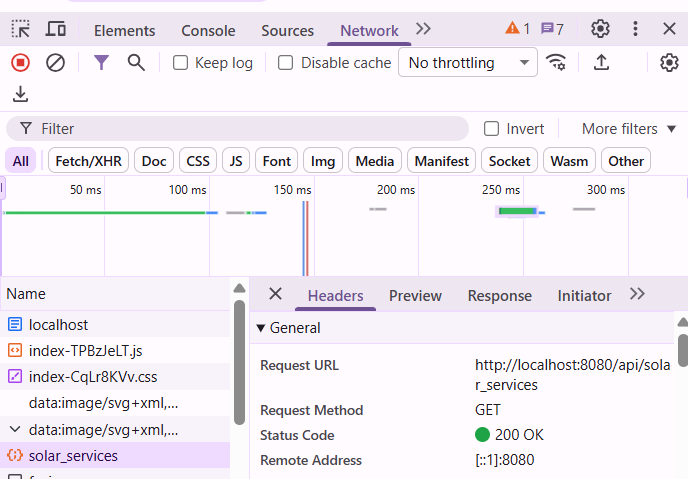 Elements Console Sources Network 1 7
Keep log Disable cache No throttling
Filter Invert More filters
All Fetch/XHR Doc CSS JS Font Img Media Manifest Socket Wasm Other
50 ms 100 ms 150 ms 200 ms 250 ms 300 ms
Name
localhost
index-TPBzJeLT.js
index-CqLr8KVv.css
data:image/svg+xml,...
data:image/svg+xml,...
solar_services
Headers Preview Response Initiator
General
Request URL http://localhost:8080/api/solar_services
Request Method GET
Status Code 200 OK
Remote Address [::1]:8080